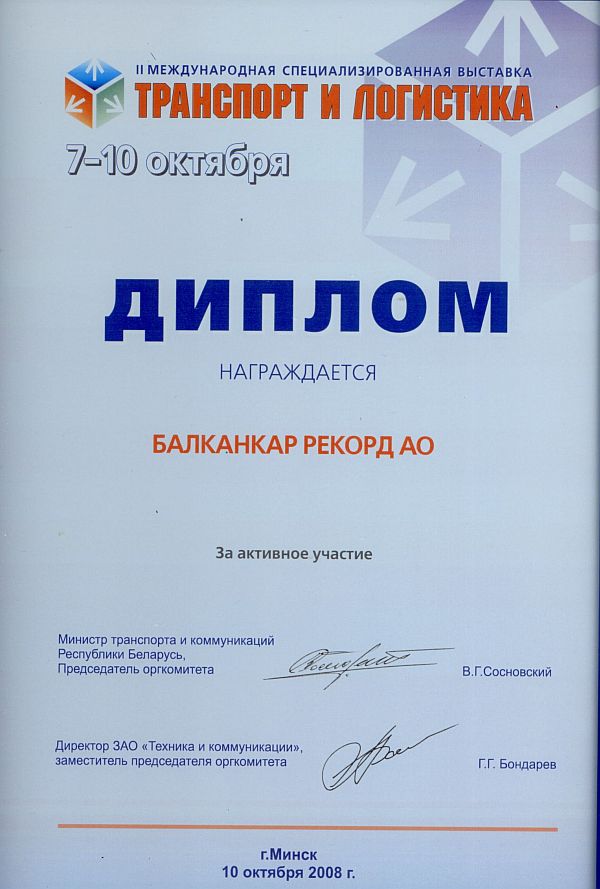 II МЕЖДУНАРОДНАЯ СПЕЦИАЛИЗИРОВАННАЯ ВЫСТАВКА
ТРАНСПОРТ И ЛОГИСТИКА
7–10 октября
ДИПЛОМ
НАГРАЖДАЕТСЯ
БАЛКАНКАР РЕКОРД АО
За активное участие
Министр транспорта и коммуникаций
Республики Беларусь,
Председатель оргкомитета
В.Г.Сосновский
Директор ЗАО «Техника и коммуникации»,
заместитель председателя оргкомитета
Г.Г. Бондарев
г.Минск
10 октября 2008 г.